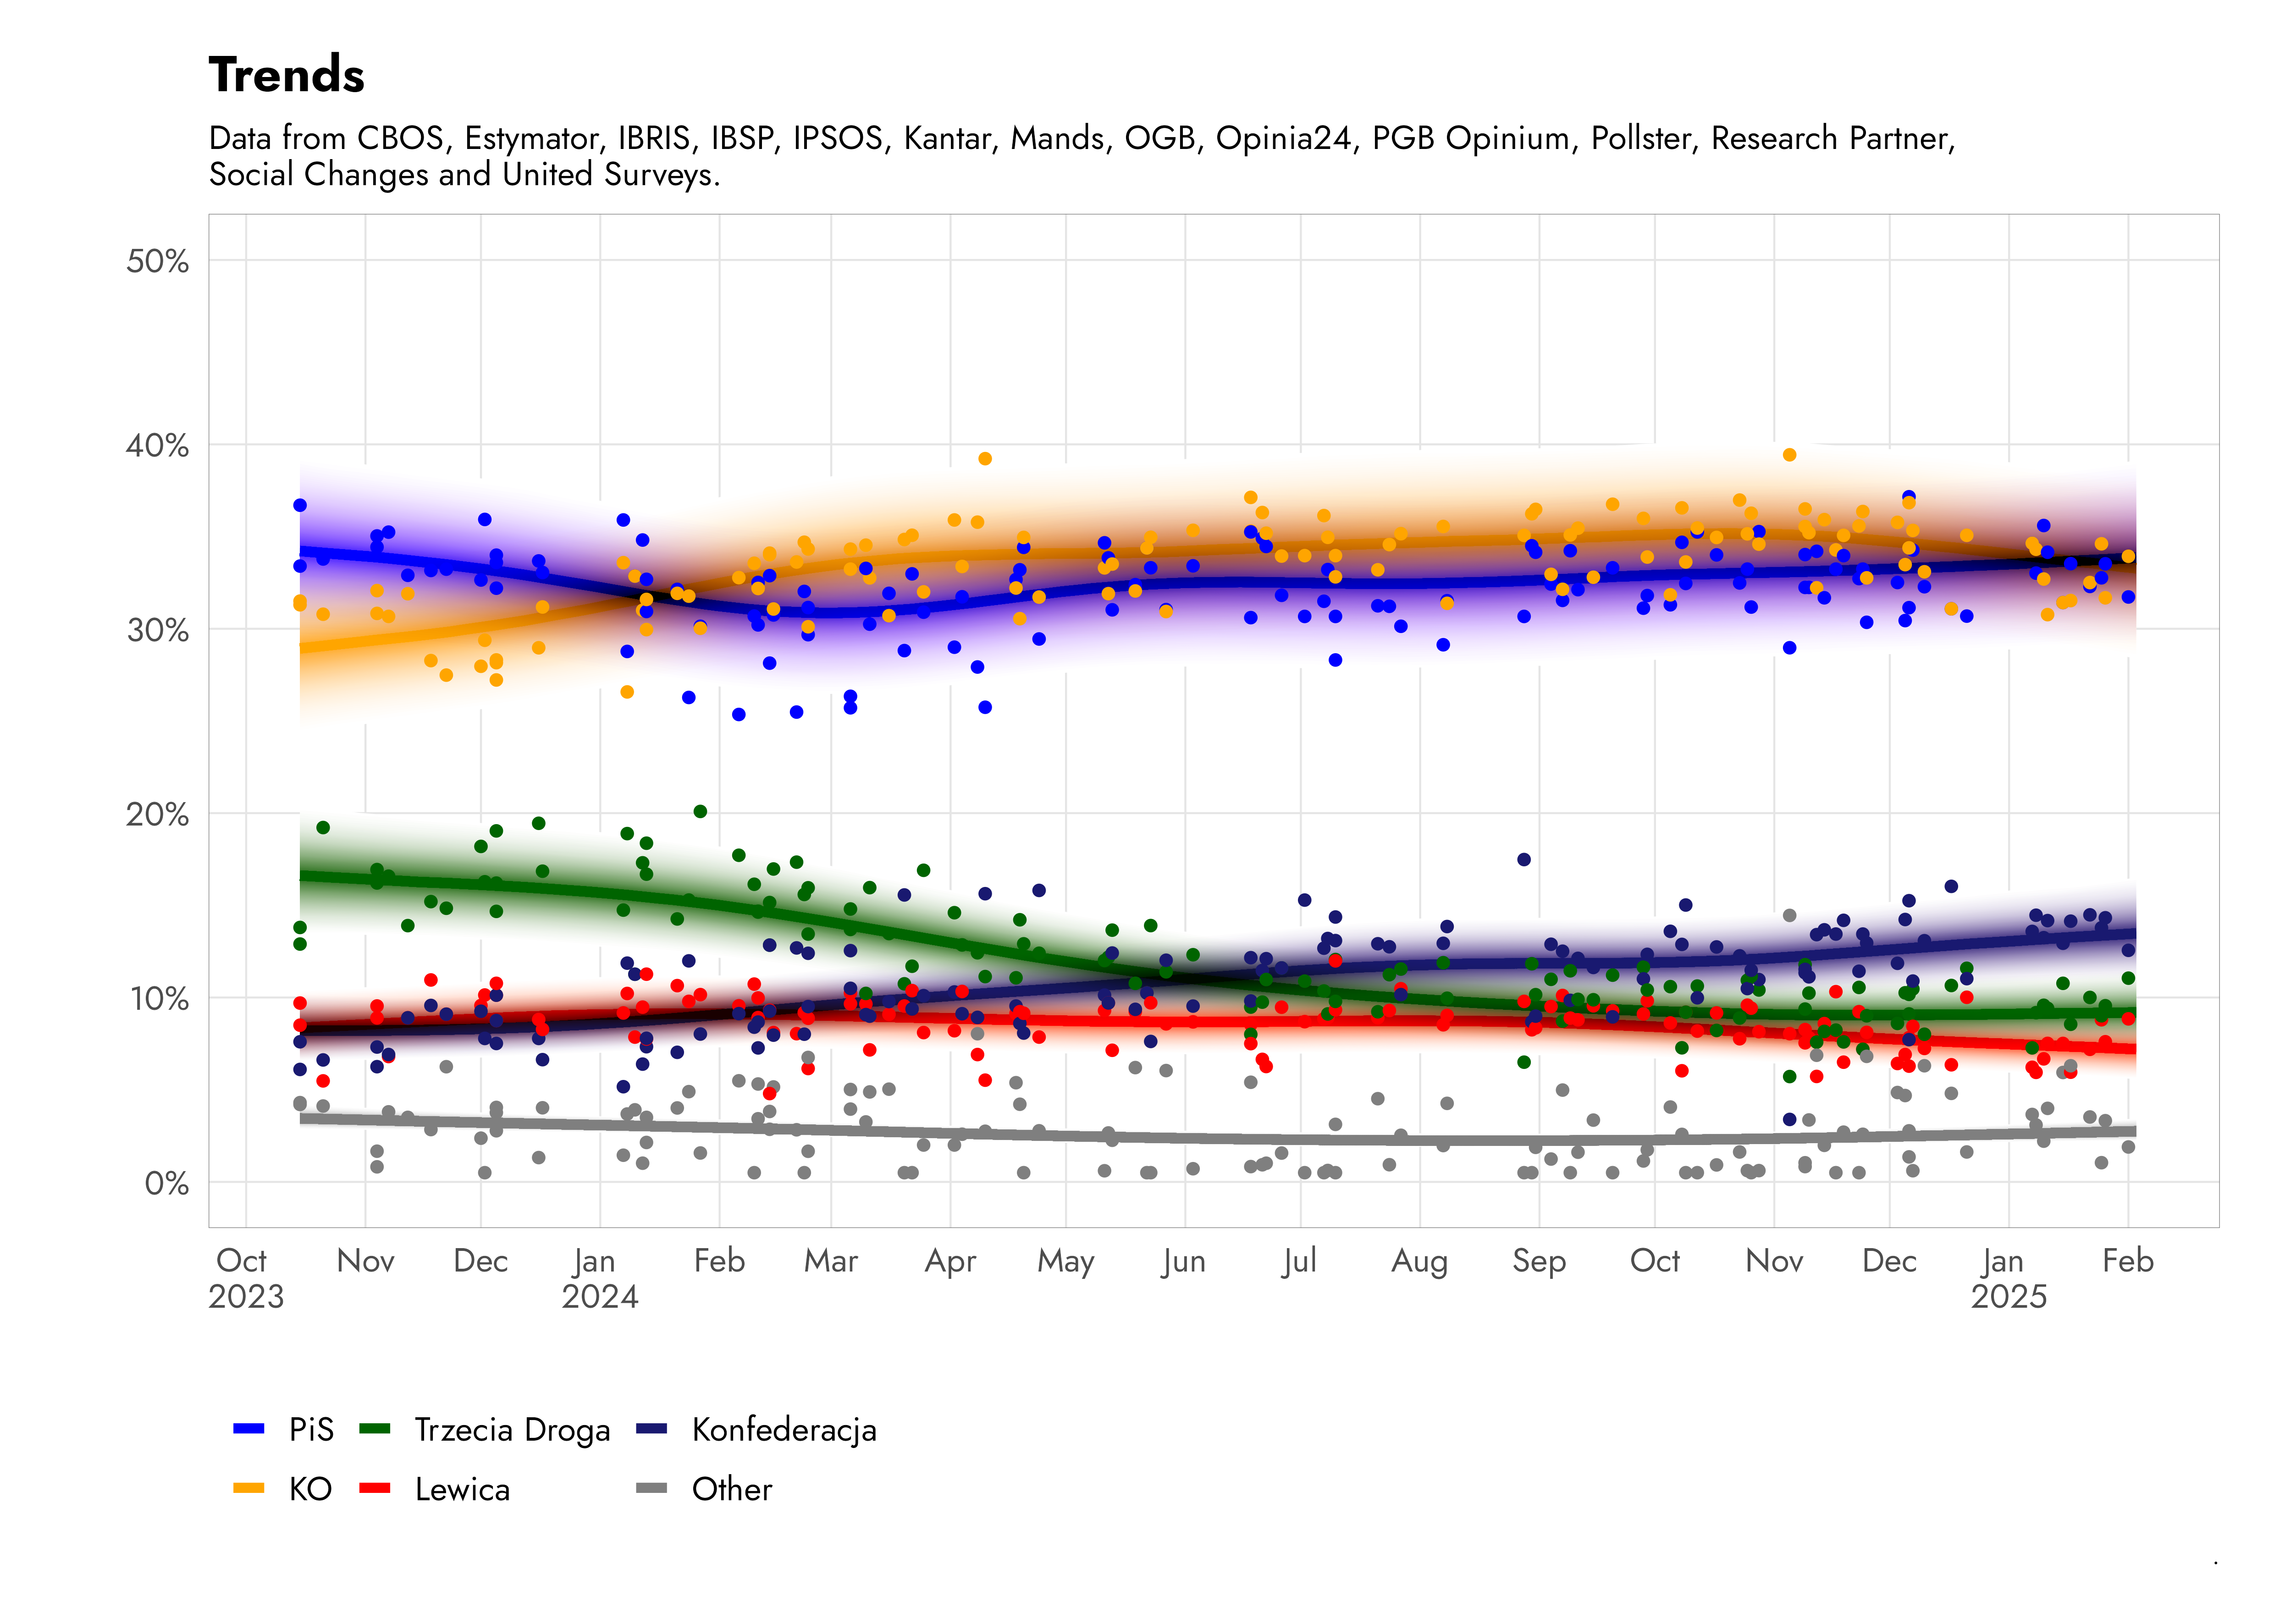 Trends
Data from CBOS, Estymator, IBRIS, IBSP, IPSOS, Kantar, Mands, OGB, Opinia24, PGB Opinium, Pollster, Research Partner,
Social Changes and United Surveys.
50%
40%
30%
20%
10%
0%
Oct Nov Dec Jan Feb Mar Apr May Jun Jul Aug Sep Oct Nov Dec Jan Feb
2023 2024 2025
PiS Trzecia Droga Konfederacja
KO Lewica Other
.